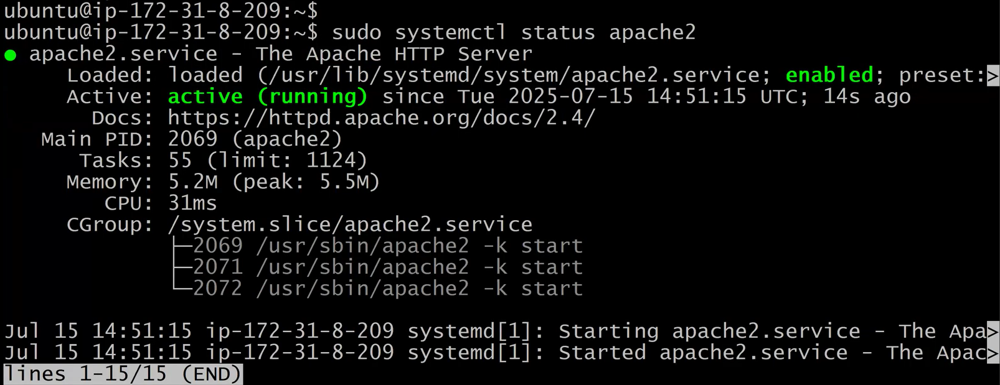 ubuntu@ip-172-31-8-209:~$
ubuntu@ip-172-31-8-209:~$ sudo systemctl status apache2
● apache2.service - The Apache HTTP Server
     Loaded: loaded (/usr/lib/systemd/system/apache2.service; enabled; preset:>
     Active: active (running) since Tue 2025-07-15 14:51:15 UTC; 14s ago
       Docs: https://httpd.apache.org/docs/2.4/
   Main PID: 2069 (apache2)
      Tasks: 55 (limit: 1124)
     Memory: 5.2M (peak: 5.5M)
        CPU: 31ms
     CGroup: /system.slice/apache2.service
             ├─2069 /usr/sbin/apache2 -k start
             ├─2071 /usr/sbin/apache2 -k start
             └─2072 /usr/sbin/apache2 -k start
Jul 15 14:51:15 ip-172-31-8-209 systemd[1]: Starting apache2.service - The Apa>
Jul 15 14:51:15 ip-172-31-8-209 systemd[1]: Started apache2.service - The Apac>
lines 1-15/15 (END)